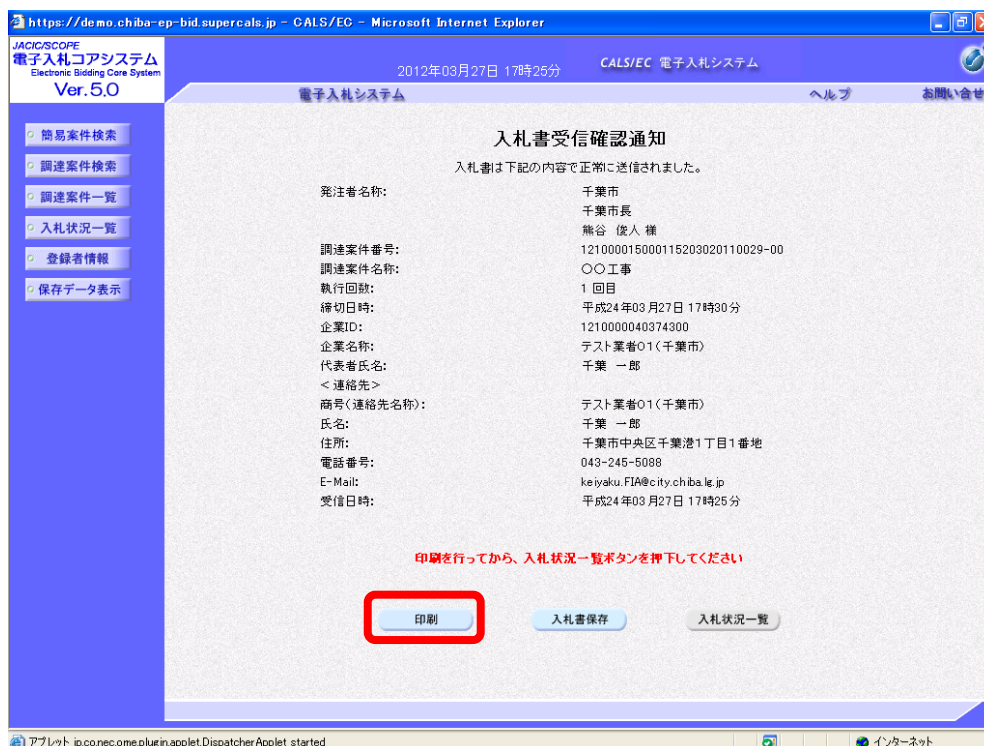 https://demo.chiba-ep-bid.supercals.jp - CALS/EC - Microsoft Internet Explorer
JACIC/SCOPE
電子入札コアシステム
Electronic Bidding Core System
Ver.5.0
2012年03月27日 17時25分
CALS/EC 電子入札システム
電子入札システム
ヘルプ
お問い合せ
簡易案件検索
調達案件検索
調達案件一覧
入札状況一覧
登録者情報
保存データ表示
入札書受信確認通知
入札書は下記の内容で正常に送信されました。
発注者名称: 千葉市
千葉市長
熊谷 俊人 様
調達案件番号: 121000015000115203020110029-00
調達案件名称: 〇〇工事
執行回数: 1 回目
締切日時: 平成24年03月27日 17時30分
企業ID: 1210000040374300
企業名称: テスト業者01(千葉市)
代表者氏名: 千葉 一郎
<連絡先>
商号(連絡先名称): テスト業者01(千葉市)
氏名: 千葉 一郎
住所: 千葉市中央区千葉港1丁目1番地
電話番号: 043-245-5088
E-Mail: keiyaku.FIA@city.chiba.lg.jp
受信日時: 平成24年03月27日 17時25分
印刷を行ってから、入札状況一覧ボタンを押下してください
印刷
入札書保存
入札状況一覧
アプレット jp.co.nec.ome.plugin.applet.DispatcherApplet started
インターネット